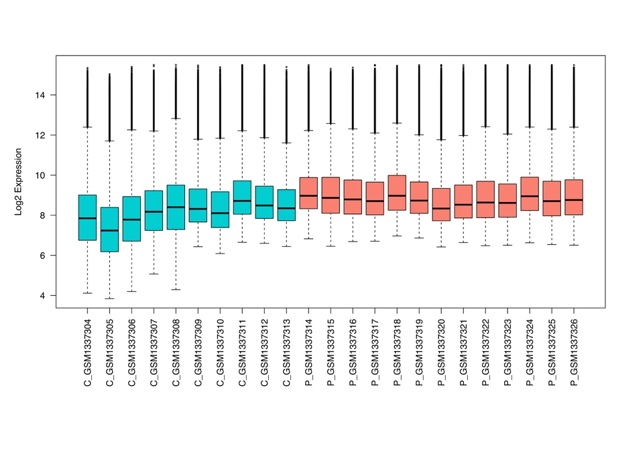 Log2 Expression
14
12
10
8
6
4
C_GSM1337304
C_GSM1337305
C_GSM1337306
C_GSM1337307
C_GSM1337308
C_GSM1337309
C_GSM1337310
C_GSM1337311
C_GSM1337312
C_GSM1337313
P_GSM1337314
P_GSM1337315
P_GSM1337316
P_GSM1337317
P_GSM1337318
P_GSM1337319
P_GSM1337320
P_GSM1337321
P_GSM1337322
P_GSM1337323
P_GSM1337324
P_GSM1337325
P_GSM1337326